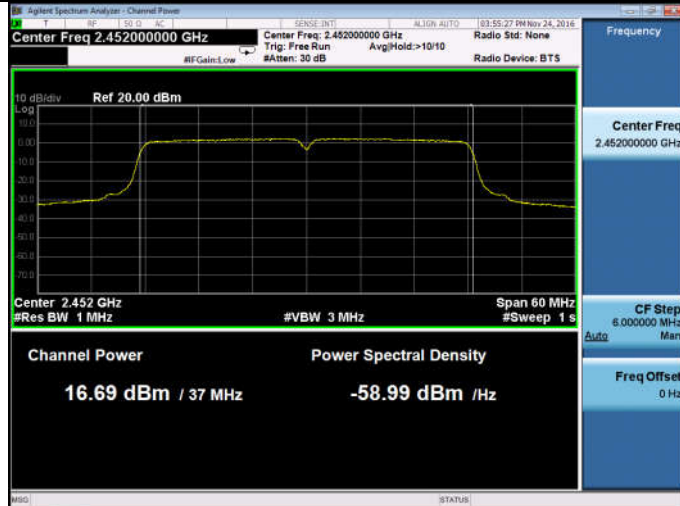 Agilent Spectrum Analyzer - Channel Power
T RF 50 Ω AC SENSE:INT ALIGN AUTO 03:55:27 PM Nov 24, 2016
Center Freq 2.452000000 GHz
Center Freq: 2.452000000 GHz Radio Std: None
Trig: Free Run Avg|Hold:>10/10
#IFGain:Low #Atten: 30 dB Radio Device: BTS
10 dB/div Ref 20.00 dBm
Log
10.0
0.00
-10.0
-20.0
-30.0
-40.0
-50.0
-60.0
-70.0
Center 2.452 GHz Span 60 MHz
#Res BW 1 MHz #VBW 3 MHz #Sweep 1 s
Channel Power Power Spectral Density
16.69 dBm / 37 MHz -58.99 dBm /Hz
Frequency
Center Freq
2.452000000 GHz
CF Step
6.000000 MHz
Auto Man
Freq Offset
0 Hz
MSG STATUS